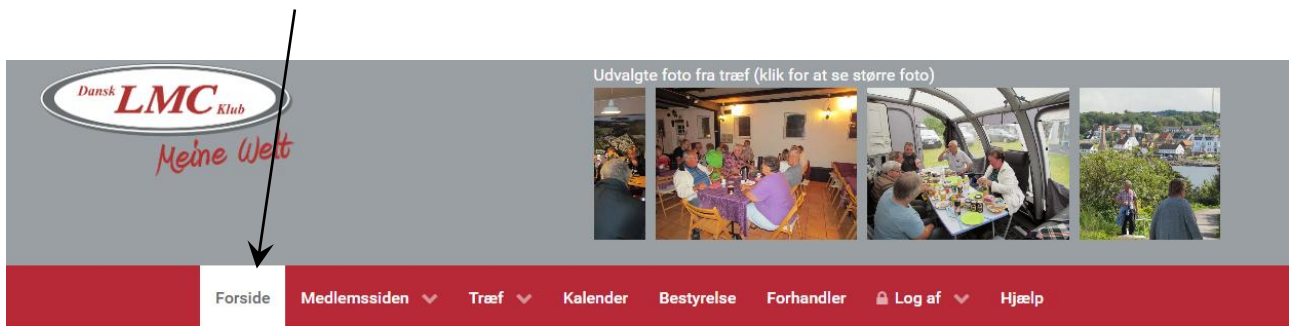 Udvalgte foto fra træf (klik for at se større foto)
Dansk LMC Klub
Meine Welt
Forside Medlemssiden Træf Kalender Bestyrelse Forhandler Log af Hjælp